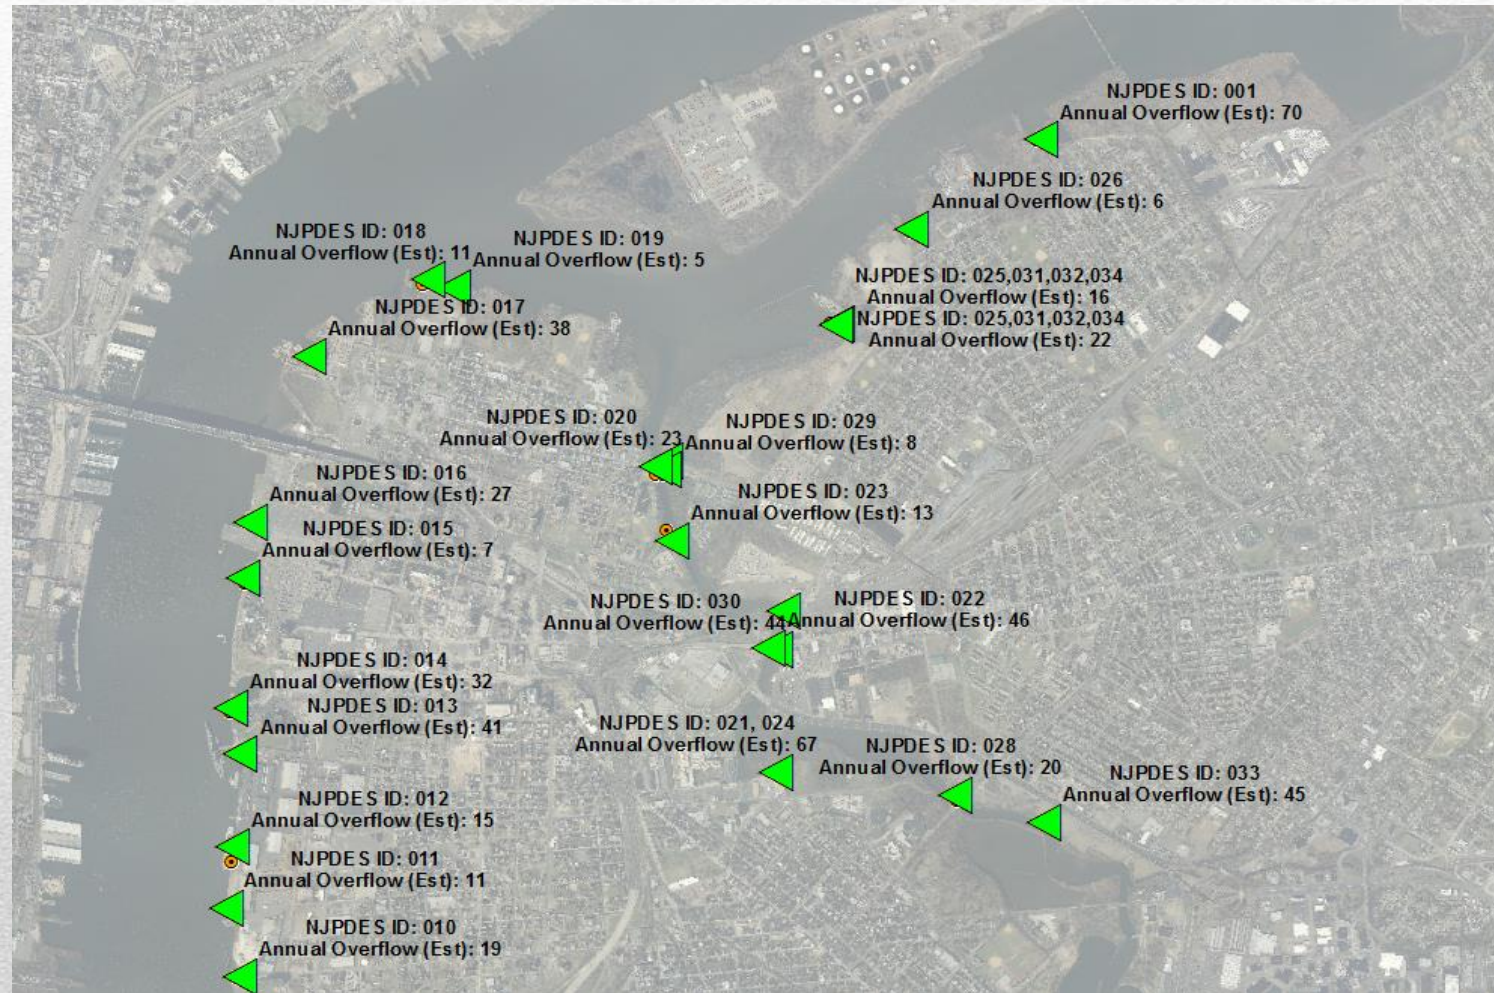 NJPDES ID: 001
Annual Overflow (Est): 70
NJPDES ID: 026
Annual Overflow (Est): 6
NJPDES ID: 018
Annual Overflow (Est): 11
NJPDES ID: 019
Annual Overflow (Est): 5
NJPDES ID: 025,031,032,034
Annual Overflow (Est): 16
NJPDES ID: 025,031,032,034
Annual Overflow (Est): 22
NJPDES ID: 017
Annual Overflow (Est): 38
NJPDES ID: 020
Annual Overflow (Est): 23
NJPDES ID: 029
Annual Overflow (Est): 8
NJPDES ID: 016
Annual Overflow (Est): 27
NJPDES ID: 023
Annual Overflow (Est): 13
NJPDES ID: 015
Annual Overflow (Est): 7
NJPDES ID: 030
Annual Overflow (Est): 44
NJPDES ID: 022
Annual Overflow (Est): 46
NJPDES ID: 014
Annual Overflow (Est): 32
NJPDES ID: 013
Annual Overflow (Est): 41
NJPDES ID: 021, 024
Annual Overflow (Est): 67
NJPDES ID: 028
Annual Overflow (Est): 20
NJPDES ID: 033
Annual Overflow (Est): 45
NJPDES ID: 012
Annual Overflow (Est): 15
NJPDES ID: 011
Annual Overflow (Est): 11
NJPDES ID: 010
Annual Overflow (Est): 19